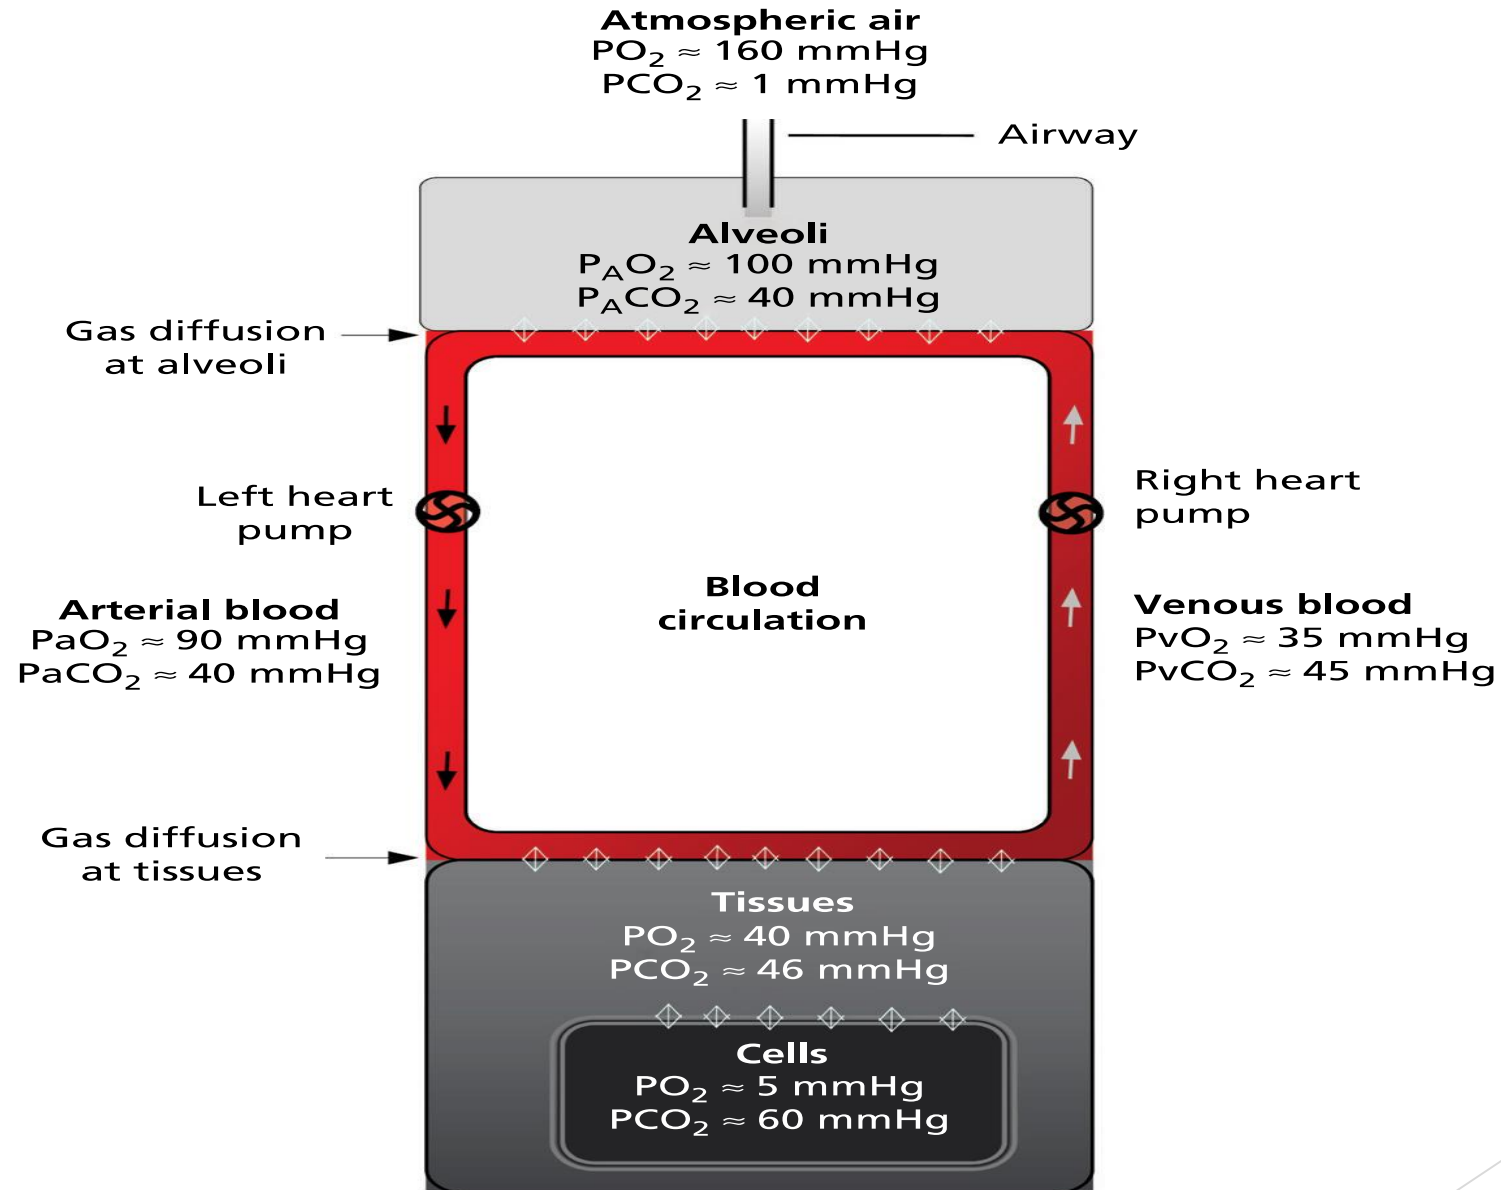 Atmospheric air
PO₂ ≈ 160 mmHg
PCO₂ ≈ 1 mmHg
Airway
Alveoli
PAO₂ ≈ 100 mmHg
PACO₂ ≈ 40 mmHg
Gas diffusion
at alveoli
Left heart
pump
Right heart
pump
Blood
circulation
Arterial blood
PaO₂ ≈ 90 mmHg
PaCO₂ ≈ 40 mmHg
Venous blood
PvO₂ ≈ 35 mmHg
PvCO₂ ≈ 45 mmHg
Gas diffusion
at tissues
Tissues
PO₂ ≈ 40 mmHg
PCO₂ ≈ 46 mmHg
Cells
PO₂ ≈ 5 mmHg
PCO₂ ≈ 60 mmHg